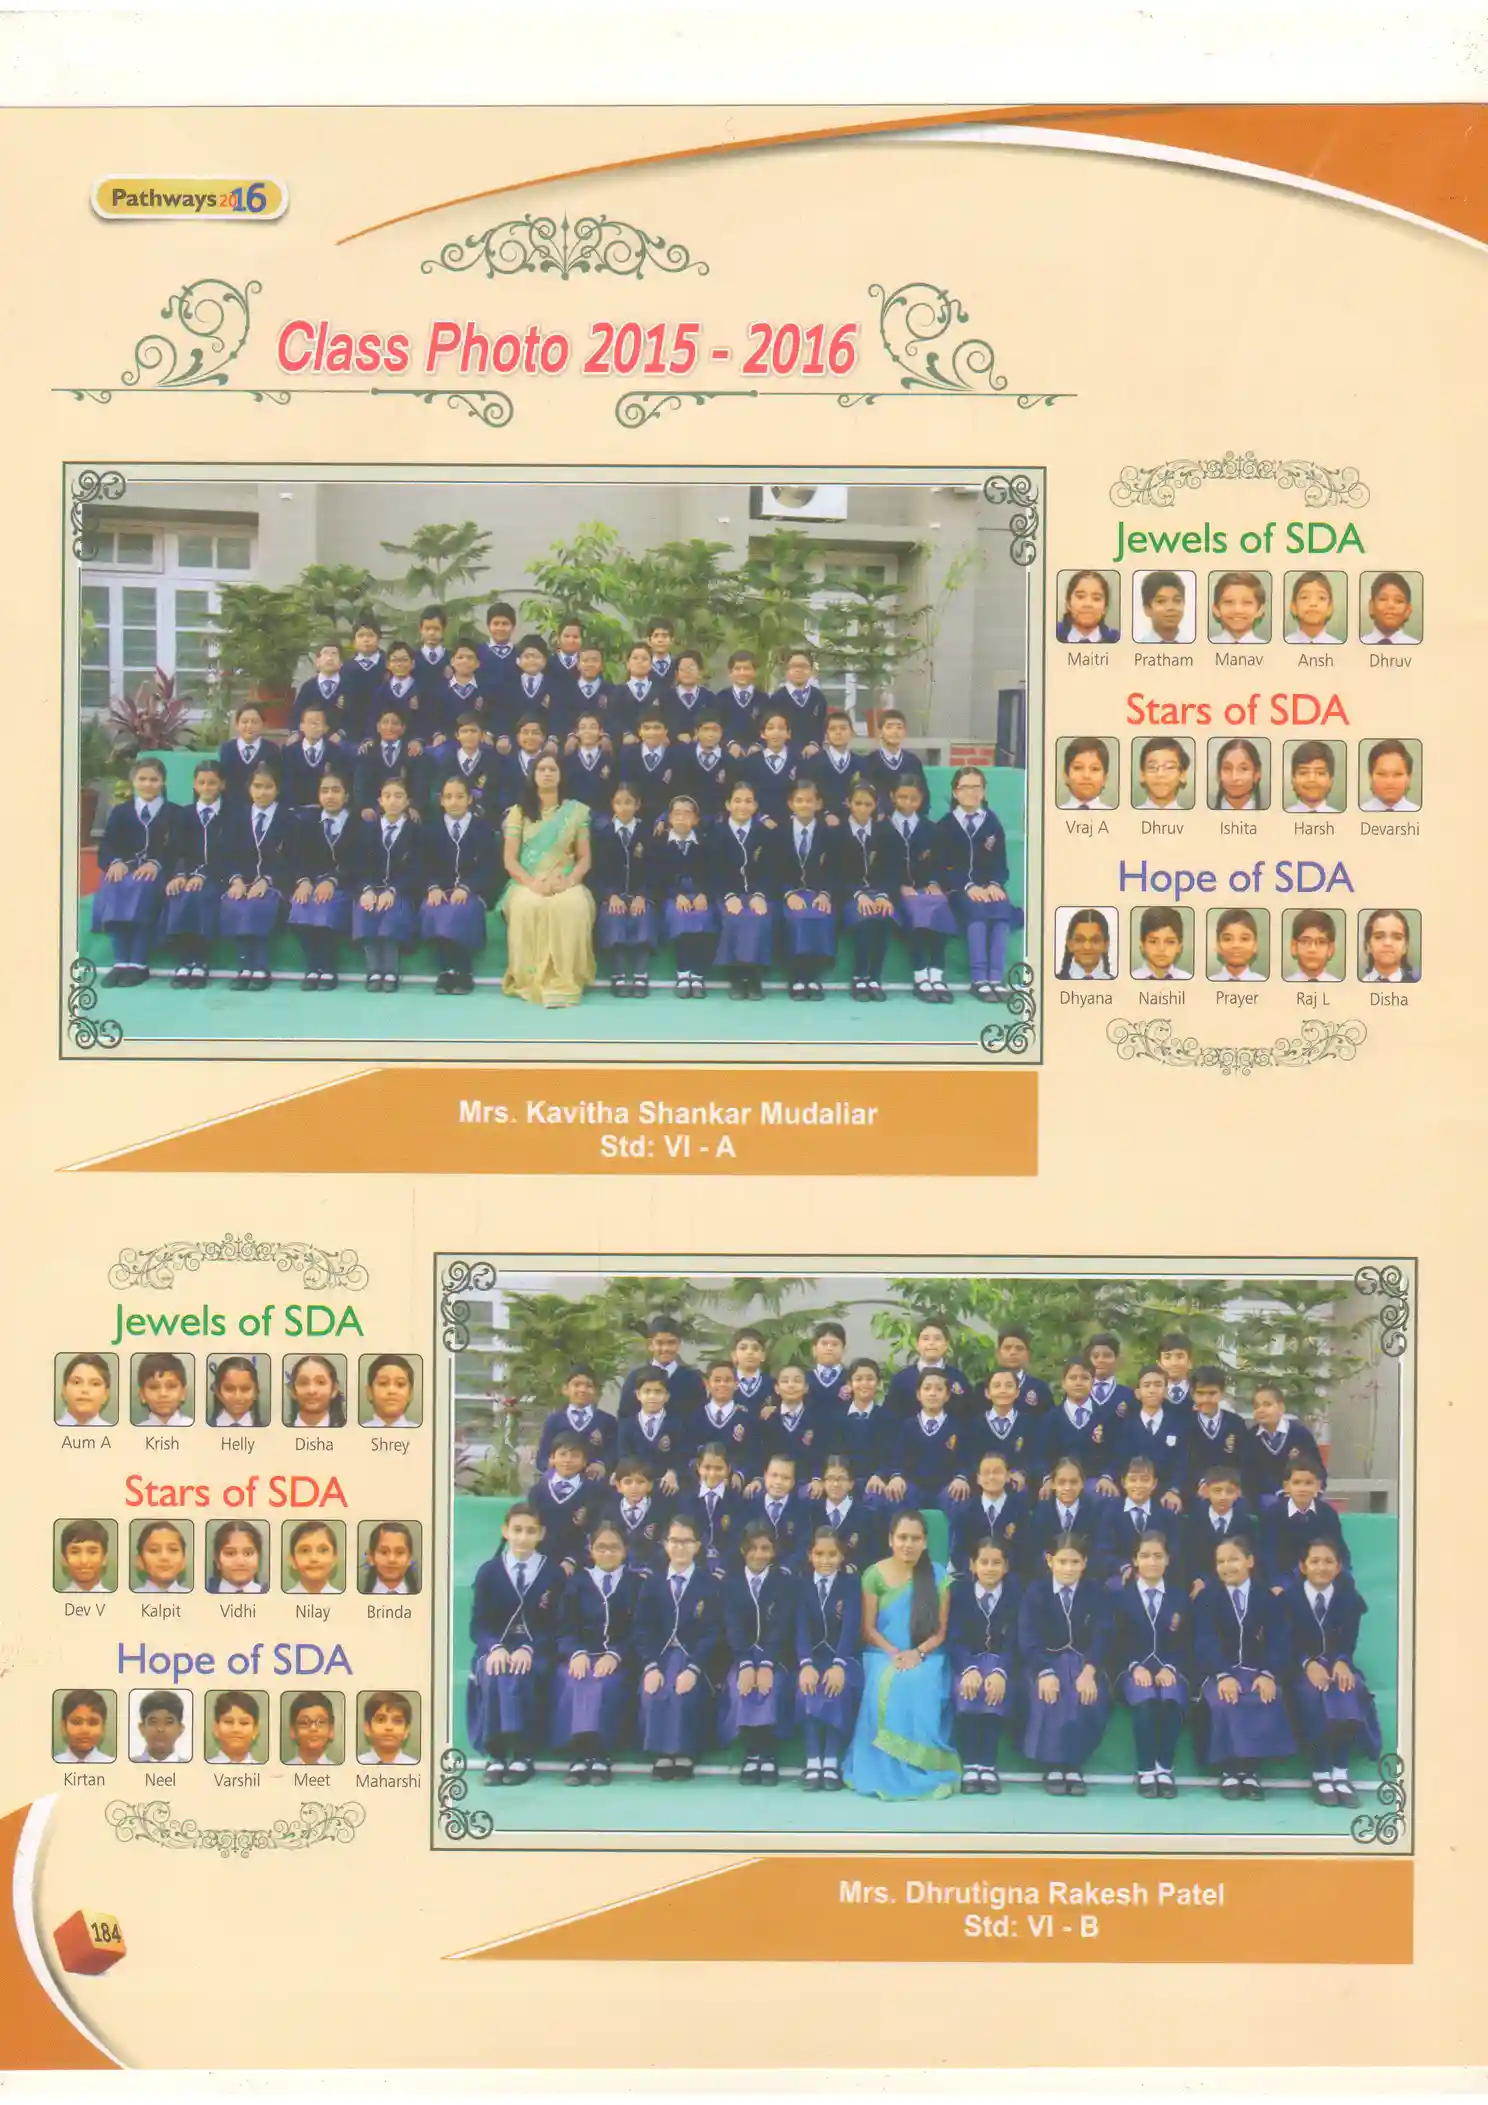 Pathways 2016
Class Photo 2015 - 2016
Jewels of SDA
Maitri Pratham Manav Ansh Dhruv
Stars of SDA
Vraj A Dhruv Ishita Harsh Devarshi
Hope of SDA
Dhyana Naishil Prayer Raj L Disha
Mrs. Kavitha Shankar Mudaliar
Std: VI - A
Jewels of SDA
Aum A Krish Helly Disha Shrey
Stars of SDA
Dev V Kalpit Vidhi Nilay Brinda
Hope of SDA
Kirtan Neel Varshil Meet Maharshi
Mrs. Dhrutigna Rakesh Patel
Std: VI - B
184